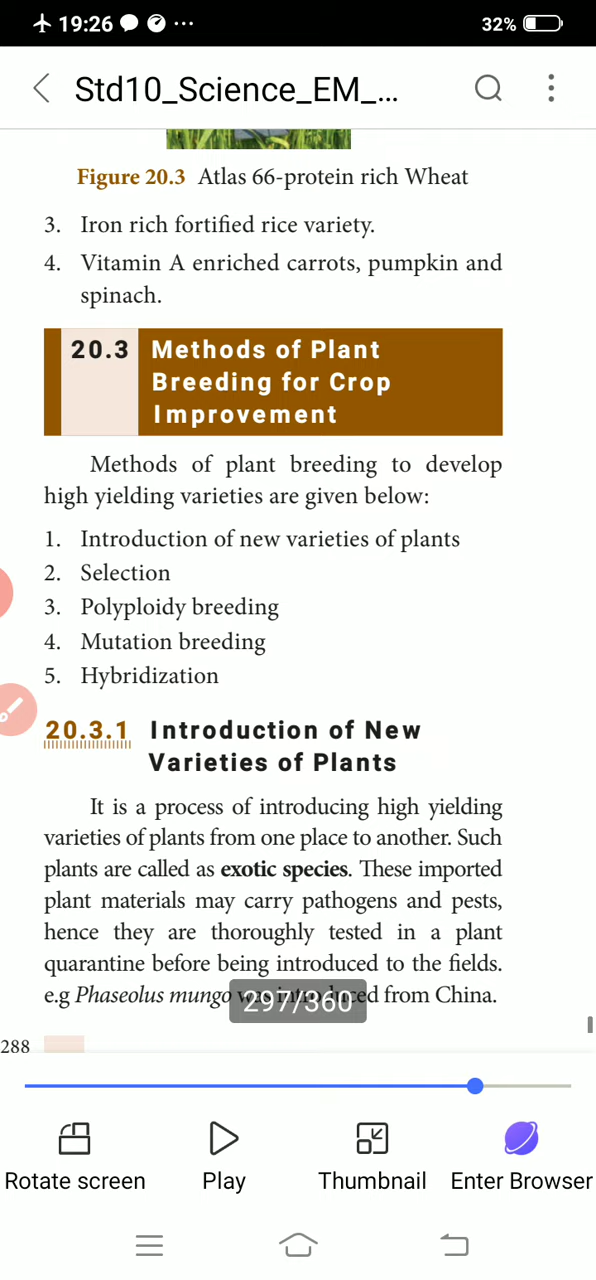 19:26 ...
32%
Std10_Science_EM_...
Figure 20.3 Atlas 66-protein rich Wheat
3. Iron rich fortified rice variety.
4. Vitamin A enriched carrots, pumpkin and
spinach.
20.3 Methods of Plant
Breeding for Crop
Improvement
Methods of plant breeding to develop
high yielding varieties are given below:
1. Introduction of new varieties of plants
2. Selection
3. Polyploidy breeding
4. Mutation breeding
5. Hybridization
20.3.1 Introduction of New
Varieties of Plants
It is a process of introducing high yielding
varieties of plants from one place to another. Such
plants are called as exotic species. These imported
plant materials may carry pathogens and pests,
hence they are thoroughly tested in a plant
quarantine before being introduced to the fields.
e.g Phaseolus mungo was introduced from China.
297/360
288
Rotate screen
Play
Thumbnail
Enter Browser